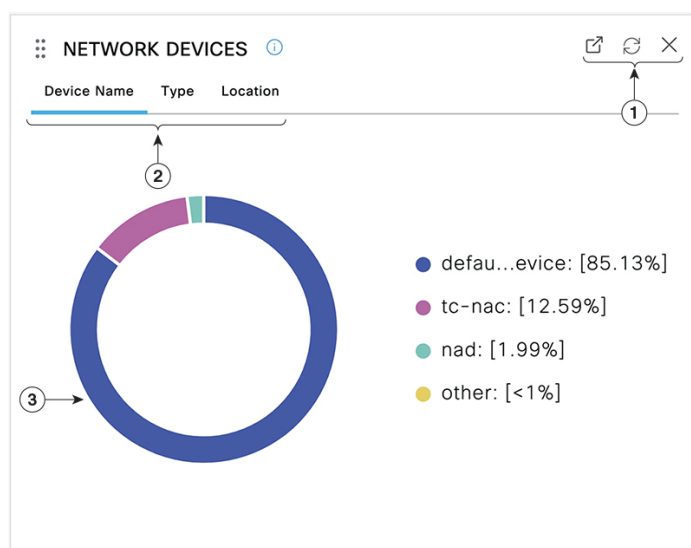 NETWORK DEVICES
1
Device Name Type Location
2
defau...evice: [85.13%]
tc-nac: [12.59%]
nad: [1.99%]
other: [<1%]
3